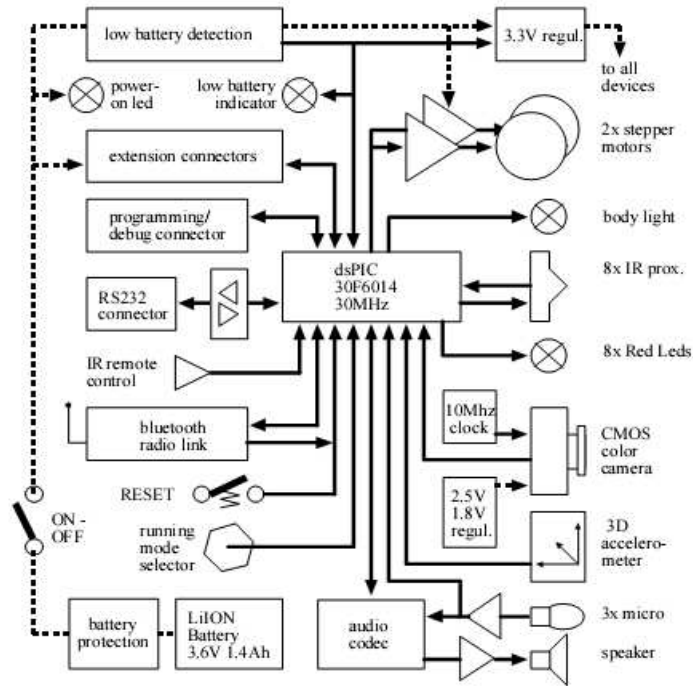 low battery detection
3.3V regul.
to all
devices
power-
on led
low battery
indicator
2x stepper
motors
extension connectors
programming/
debug connector
body light
dsPIC
30F6014
30MHz
8x IR prox.
RS232
connector
IR remote
control
8x Red Leds
10Mhz
clock
bluetooth
radio link
CMOS
color
camera
RESET
2.5V
1.8V
regul.
ON -
OFF
running
mode
selector
3D
accelero-
meter
battery
protection
LiION
Battery
3.6V 1.4Ah
audio
codec
3x micro
speaker